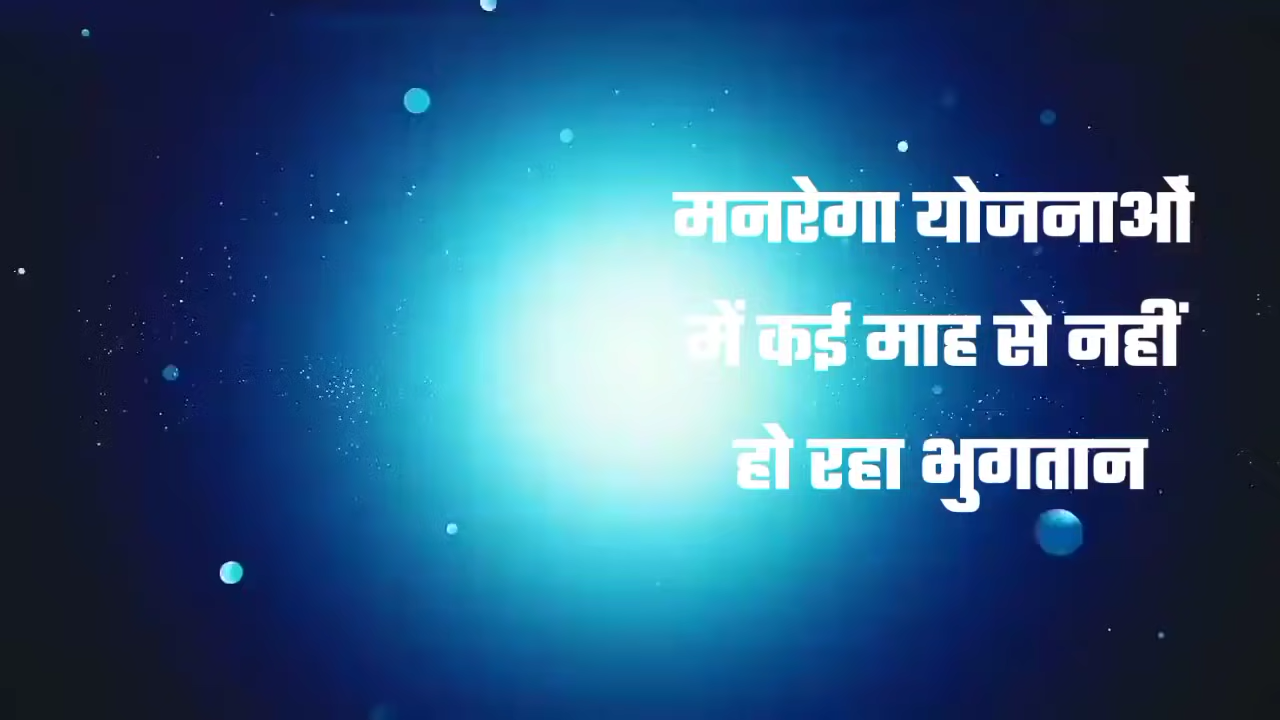 मनरेगा योजनाओं
में कई माह से नहीं
हो रहा भुगतान